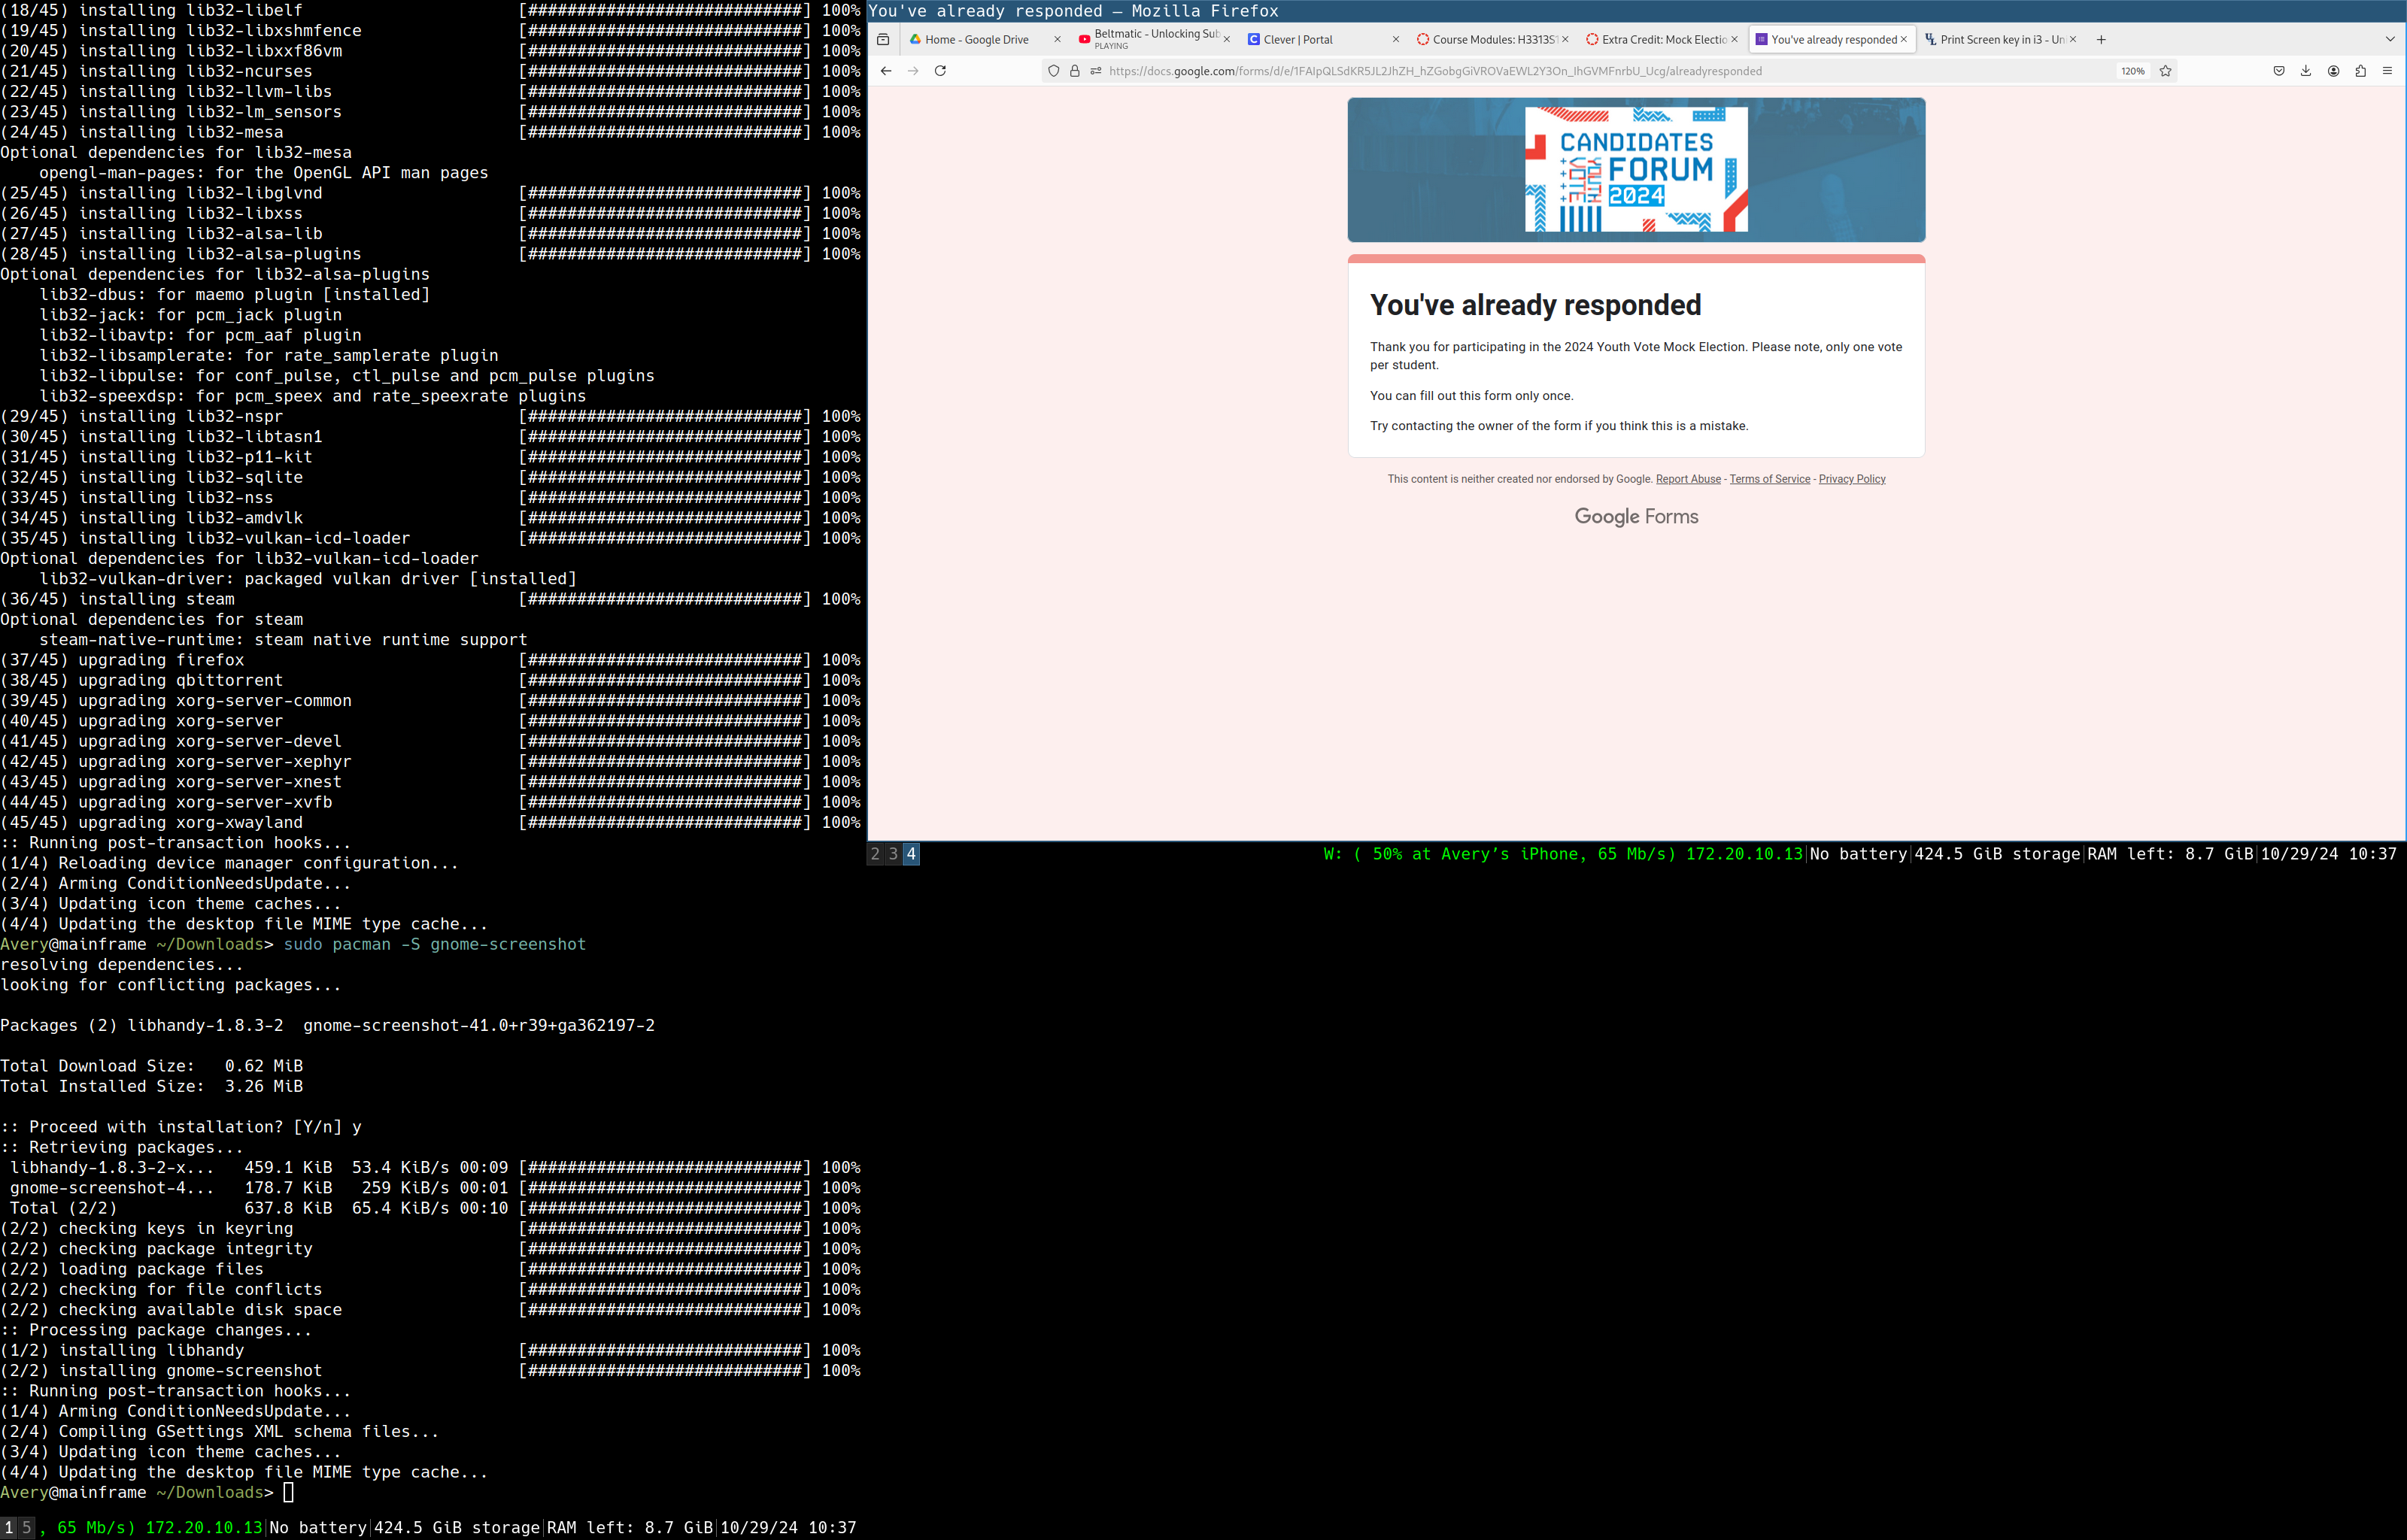 (18/45) installing lib32-libelf [############################] 100%
(19/45) installing lib32-libxshmfence [############################] 100%
(20/45) installing lib32-libxxf86vm [############################] 100%
(21/45) installing lib32-ncurses [############################] 100%
(22/45) installing lib32-llvm-libs [############################] 100%
(23/45) installing lib32-lm_sensors [############################] 100%
(24/45) installing lib32-mesa [############################] 100%
Optional dependencies for lib32-mesa
opengl-man-pages: for the OpenGL API man pages
(25/45) installing lib32-libglvnd [############################] 100%
(26/45) installing lib32-libxss [############################] 100%
(27/45) installing lib32-alsa-lib [############################] 100%
(28/45) installing lib32-alsa-plugins [############################] 100%
Optional dependencies for lib32-alsa-plugins
lib32-dbus: for maemo plugin [installed]
lib32-jack: for pcm_jack plugin
lib32-libavtp: for pcm_aaf plugin
lib32-libsamplerate: for rate_samplerate plugin
lib32-libpulse: for conf_pulse, ctl_pulse and pcm_pulse plugins
lib32-speexdsp: for pcm_speex and rate_speexrate plugins
(29/45) installing lib32-nspr [############################] 100%
(30/45) installing lib32-libtasn1 [############################] 100%
(31/45) installing lib32-p11-kit [############################] 100%
(32/45) installing lib32-sqlite [############################] 100%
(33/45) installing lib32-nss [############################] 100%
(34/45) installing lib32-amdvlk [############################] 100%
(35/45) installing lib32-vulkan-icd-loader [############################] 100%
Optional dependencies for lib32-vulkan-icd-loader
lib32-vulkan-driver: packaged vulkan driver [installed]
(36/45) installing steam [############################] 100%
Optional dependencies for steam
steam-native-runtime: steam native runtime support
(37/45) upgrading firefox [############################] 100%
(38/45) upgrading qbittorrent [############################] 100%
(39/45) upgrading xorg-server-common [############################] 100%
(40/45) upgrading xorg-server [############################] 100%
(41/45) upgrading xorg-server-devel [############################] 100%
(42/45) upgrading xorg-server-xephyr [############################] 100%
(43/45) upgrading xorg-server-xnest [############################] 100%
(44/45) upgrading xorg-server-xvfb [############################] 100%
(45/45) upgrading xorg-xwayland [############################] 100%
:: Running post-transaction hooks...
(1/4) Reloading device manager configuration...
(2/4) Arming ConditionNeedsUpdate...
(3/4) Updating icon theme caches...
(4/4) Updating the desktop file MIME type cache...
Avery@mainframe ~/Downloads> sudo pacman -S gnome-screenshot
resolving dependencies...
looking for conflicting packages...
Packages (2) libhandy-1.8.3-2 gnome-screenshot-41.0+r39+ga362197-2
Total Download Size: 0.62 MiB
Total Installed Size: 3.26 MiB
:: Proceed with installation? [Y/n] y
:: Retrieving packages...
libhandy-1.8.3-2-x... 459.1 KiB 53.4 KiB/s 00:09 [############################] 100%
gnome-screenshot-4... 178.7 KiB 259 KiB/s 00:01 [############################] 100%
Total (2/2) 637.8 KiB 65.4 KiB/s 00:10 [############################] 100%
(2/2) checking keys in keyring [############################] 100%
(2/2) checking package integrity [############################] 100%
(2/2) loading package files [############################] 100%
(2/2) checking for file conflicts [############################] 100%
(2/2) checking available disk space [############################] 100%
:: Processing package changes...
(1/2) installing libhandy [############################] 100%
(2/2) installing gnome-screenshot [############################] 100%
:: Running post-transaction hooks...
(1/4) Arming ConditionNeedsUpdate...
(2/4) Compiling GSettings XML schema files...
(3/4) Updating icon theme caches...
(4/4) Updating the desktop file MIME type cache...
Avery@mainframe ~/Downloads>
1 5 , 65 Mb/s) 172.20.10.13|No battery|424.5 GiB storage|RAM left: 8.7 GiB|10/29/24 10:37
You've already responded — Mozilla Firefox
Home - Google Drive
Beltmatic - Unlocking Sub
PLAYING
Clever | Portal
Course Modules: H3313S
Extra Credit: Mock Electio
You've already responded
Print Screen key in i3 - Un
https://docs.google.com/forms/d/e/1FAIpQLSdKR5JL2JhZH_hZGobgGiVROVaEWL2Y3On_IhGVMFnrbU_Ucg/alreadyresponded
120%
CANDIDATES
FORUM
2024
YOUTH
+VOTE+
You've already responded
Thank you for participating in the 2024 Youth Vote Mock Election. Please note, only one vote
per student.
You can fill out this form only once.
Try contacting the owner of the form if you think this is a mistake.
This content is neither created nor endorsed by Google. Report Abuse - Terms of Service - Privacy Policy
Google Forms
2 3 4
W: ( 50% at Avery’s iPhone, 65 Mb/s) 172.20.10.13|No battery|424.5 GiB storage|RAM left: 8.7 GiB|10/29/24 10:37